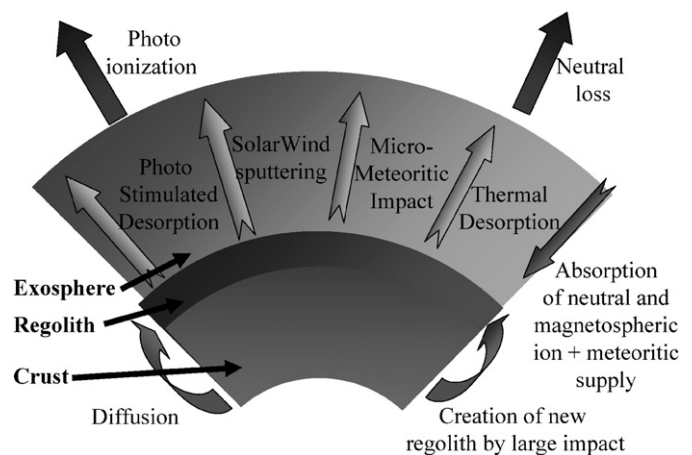 Photo
ionization
Neutral
loss
Photo
Stimulated
Desorption
SolarWind
sputtering
Micro-
Meteoritic
Impact
Thermal
Desorption
Exosphere
Regolith
Crust
Absorption
of neutral and
magnetospheric
ion + meteoritic
supply
Diffusion
Creation of new
regolith by large impact